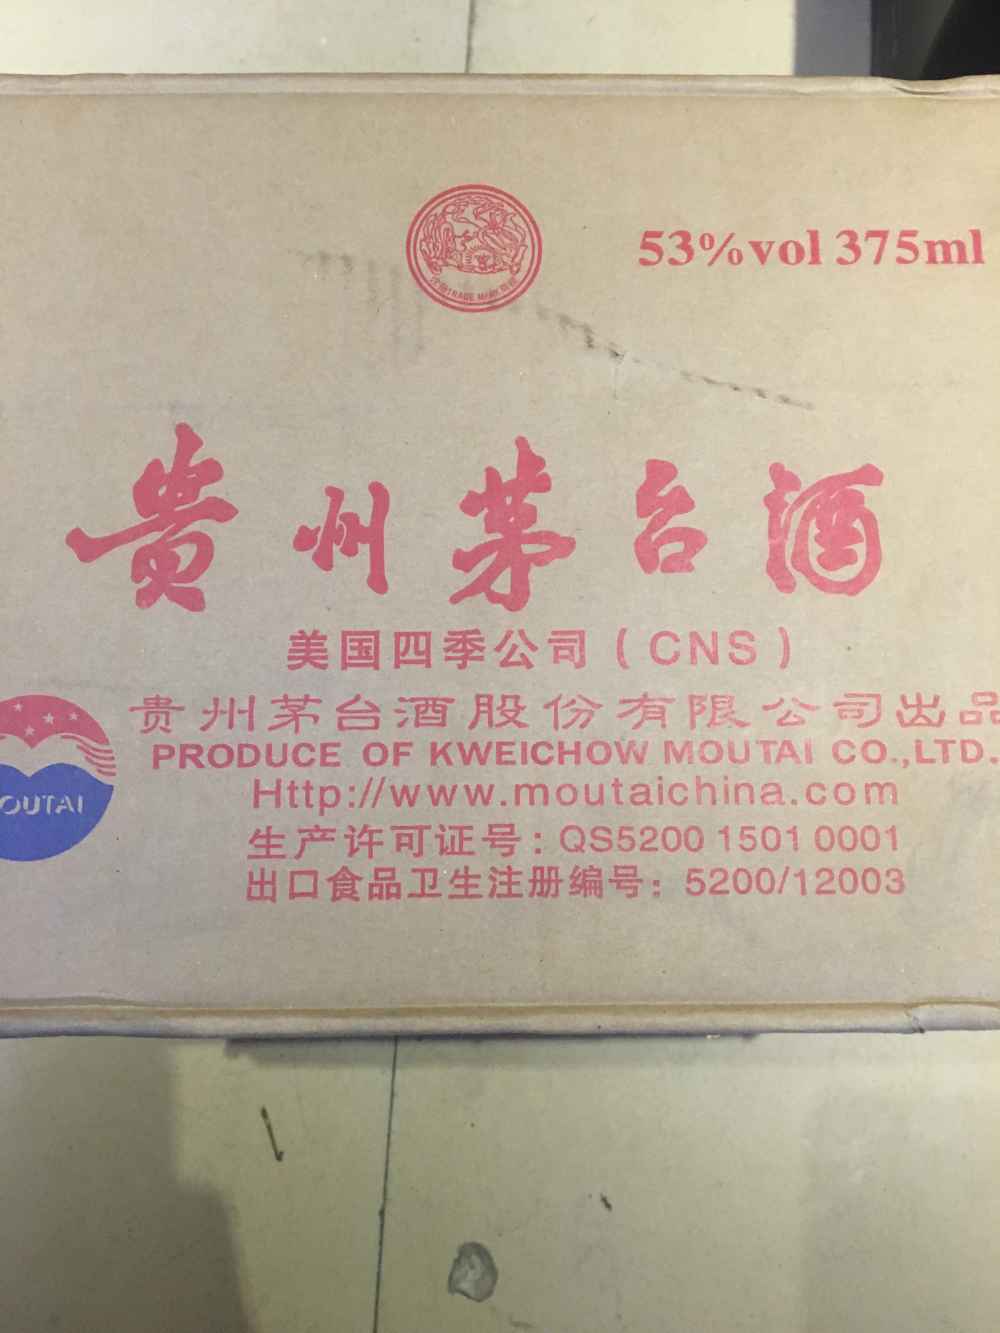 53%vol 375ml
贵州茅台酒
美国四季公司（CNS）
贵州茅台酒股份有限公司出品
PRODUCE OF KWEICHOW MOUTAI CO.,LTD.
OUTAI
Http://www.moutaichina.com
生产许可证号：QS5200 1501 0001
出口食品卫生注册编号：5200/12003